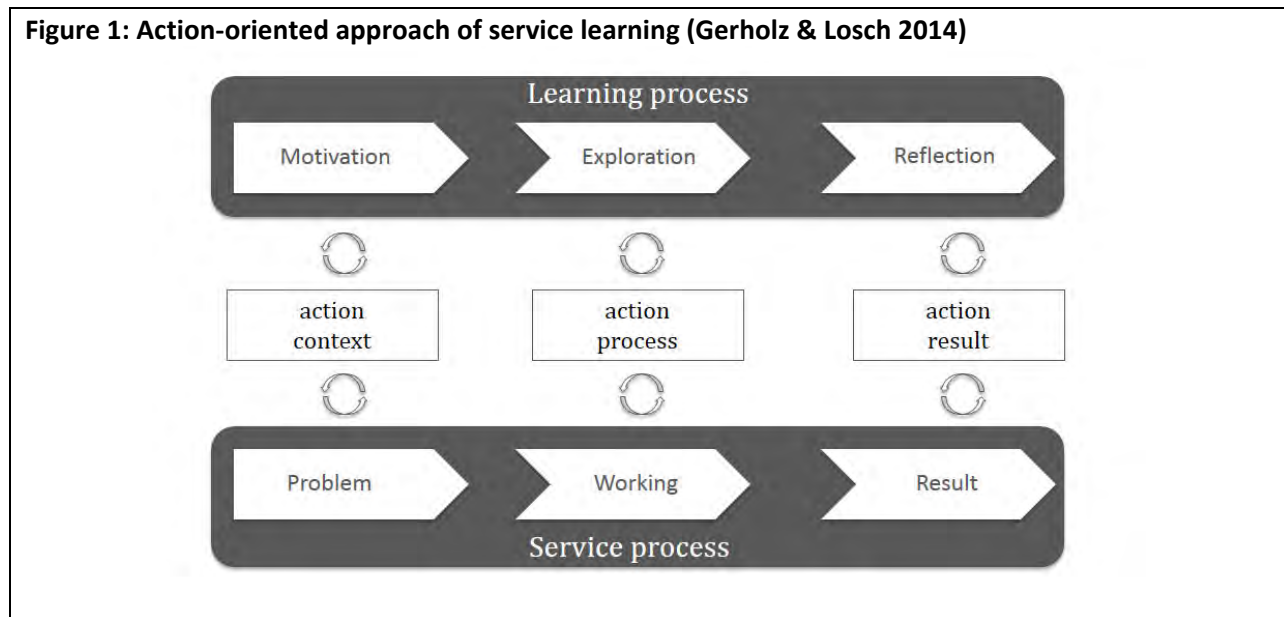 Figure 1: Action-oriented approach of service learning (Gerholz & Losch 2014)
Learning process
Motivation
Exploration
Reflection
action
context
action
process
action
result
Problem
Working
Result
Service process